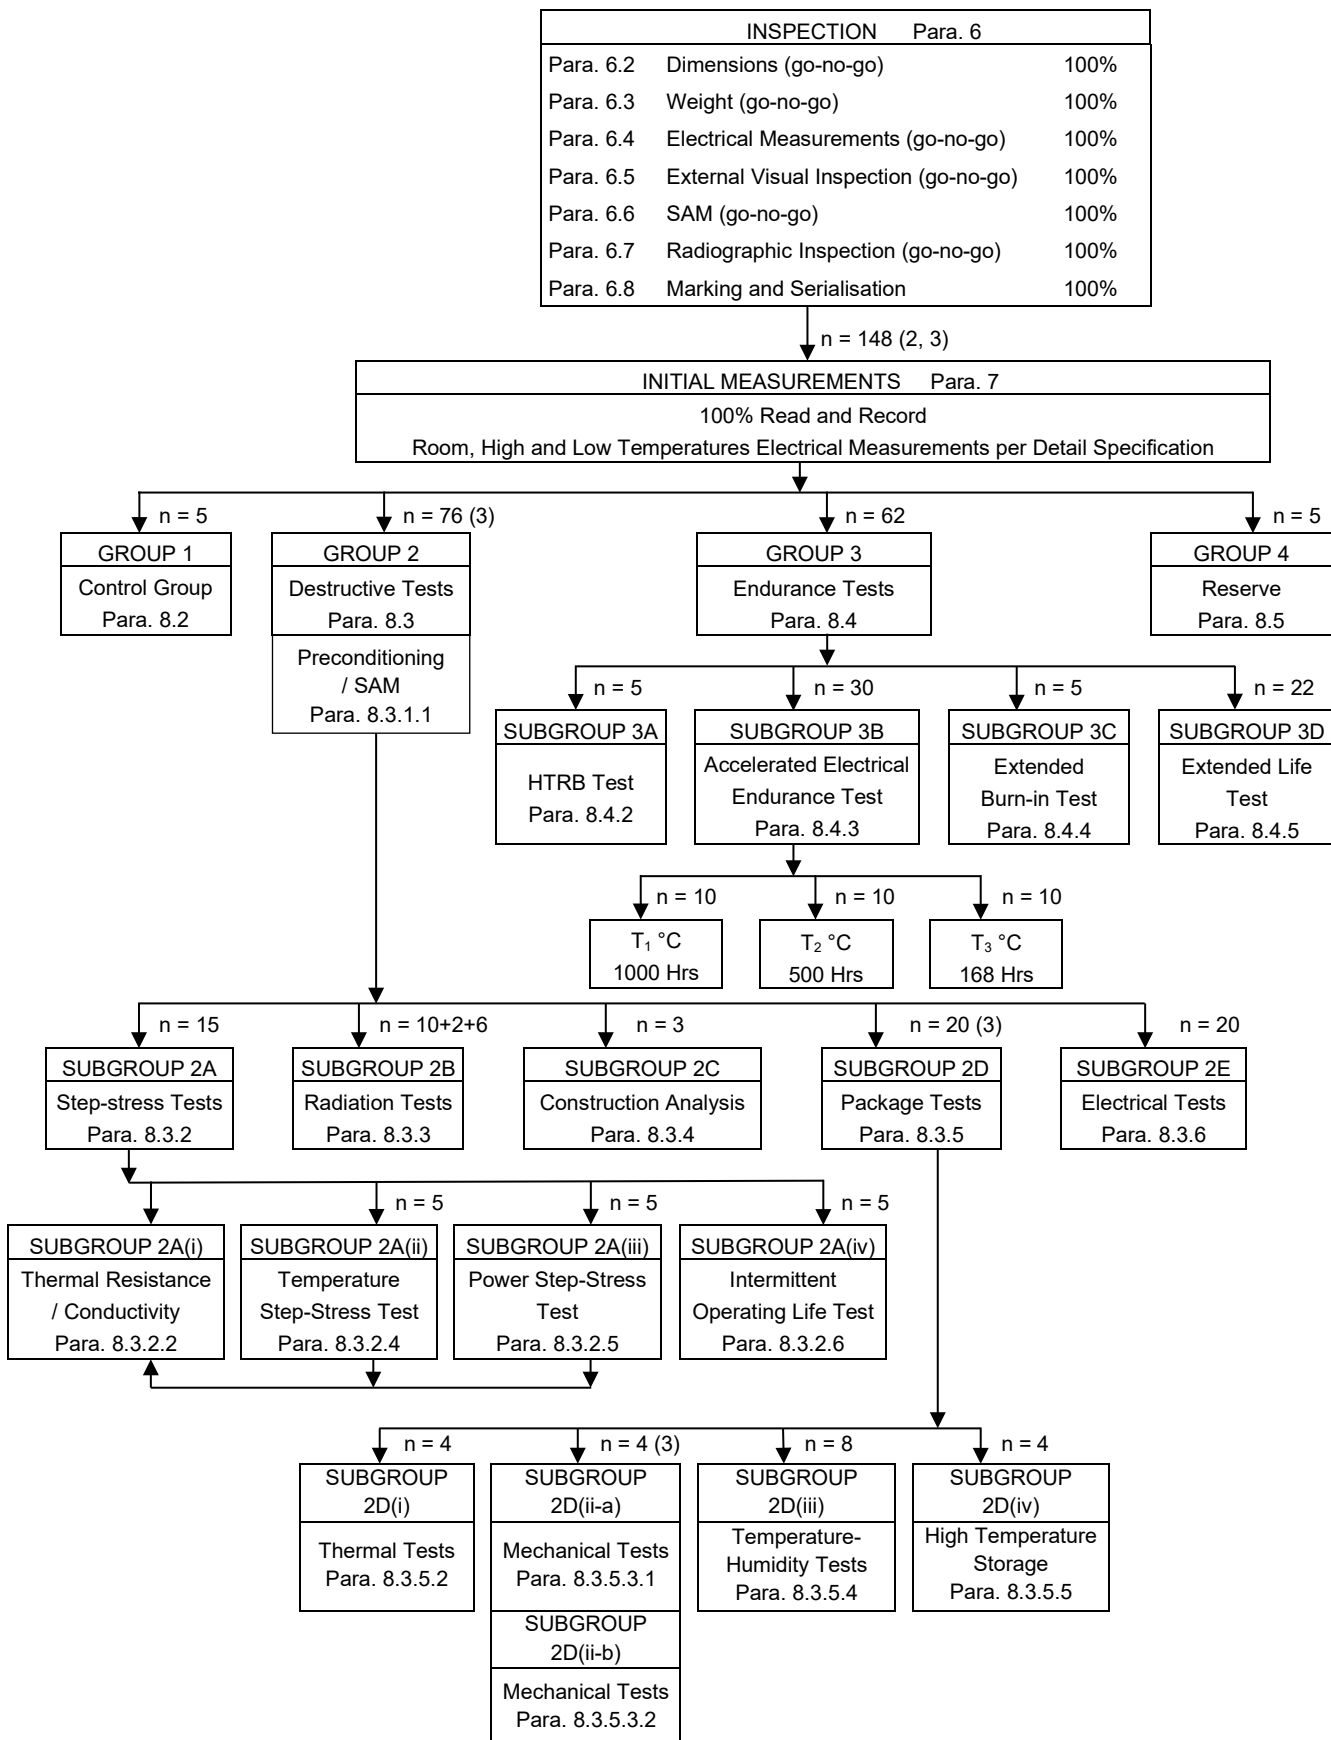 INSPECTION Para. 6
Para. 6.2 Dimensions (go-no-go) 100%
Para. 6.3 Weight (go-no-go) 100%
Para. 6.4 Electrical Measurements (go-no-go) 100%
Para. 6.5 External Visual Inspection (go-no-go) 100%
Para. 6.6 SAM (go-no-go) 100%
Para. 6.7 Radiographic Inspection (go-no-go) 100%
Para. 6.8 Marking and Serialisation 100%
n = 148 (2, 3)
INITIAL MEASUREMENTS Para. 7
100% Read and Record
Room, High and Low Temperatures Electrical Measurements per Detail Specification
n = 5
GROUP 1
Control Group
Para. 8.2
n = 76 (3)
GROUP 2
Destructive Tests
Para. 8.3
Preconditioning
/ SAM
Para. 8.3.1.1
n = 62
GROUP 3
Endurance Tests
Para. 8.4
n = 5
GROUP 4
Reserve
Para. 8.5
n = 5
SUBGROUP 3A
HTRB Test
Para. 8.4.2
n = 30
SUBGROUP 3B
Accelerated Electrical
Endurance Test
Para. 8.4.3
n = 5
SUBGROUP 3C
Extended
Burn-in Test
Para. 8.4.4
n = 22
SUBGROUP 3D
Extended Life
Test
Para. 8.4.5
n = 10
T₁ °C
1000 Hrs
n = 10
T₂ °C
500 Hrs
n = 10
T₃ °C
168 Hrs
n = 15
SUBGROUP 2A
Step-stress Tests
Para. 8.3.2
n = 10+2+6
SUBGROUP 2B
Radiation Tests
Para. 8.3.3
n = 3
SUBGROUP 2C
Construction Analysis
Para. 8.3.4
n = 20 (3)
SUBGROUP 2D
Package Tests
Para. 8.3.5
n = 20
SUBGROUP 2E
Electrical Tests
Para. 8.3.6
SUBGROUP 2A(i)
Thermal Resistance
/ Conductivity
Para. 8.3.2.2
n = 5
SUBGROUP 2A(ii)
Temperature
Step-Stress Test
Para. 8.3.2.4
n = 5
SUBGROUP 2A(iii)
Power Step-Stress
Test
Para. 8.3.2.5
n = 5
SUBGROUP 2A(iv)
Intermittent
Operating Life Test
Para. 8.3.2.6
n = 4
SUBGROUP
2D(i)
Thermal Tests
Para. 8.3.5.2
n = 4 (3)
SUBGROUP
2D(ii-a)
Mechanical Tests
Para. 8.3.5.3.1
SUBGROUP
2D(ii-b)
Mechanical Tests
Para. 8.3.5.3.2
n = 8
SUBGROUP
2D(iii)
Temperature-
Humidity Tests
Para. 8.3.5.4
n = 4
SUBGROUP
2D(iv)
High Temperature
Storage
Para. 8.3.5.5